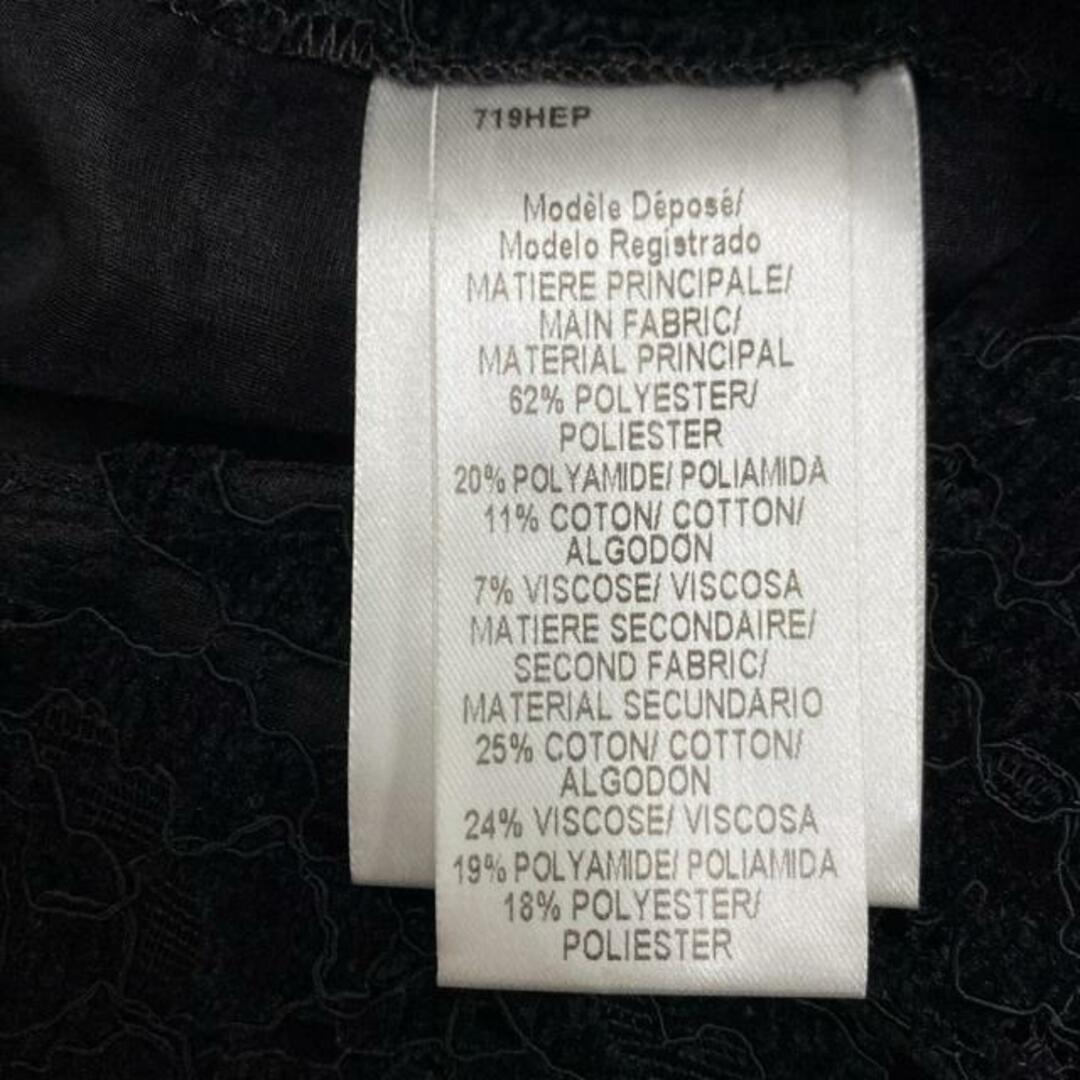 719HEP
Modèle Déposé/
Modelo Registrado
MATIERE PRINCIPALE/
MAIN FABRIC/
MATERIAL PRINCIPAL
62% POLYESTER/
POLIESTER
20% POLYAMIDE/ POLIAMIDA
11% COTON/ COTTON/
ALGODÓN
7% VISCOSE/ VISCOSA
MATIERE SECONDAIRE/
SECOND FABRIC/
MATERIAL SECUNDARIO
25% COTON/ COTTON/
ALGODÓN
24% VISCOSE/ VISCOSA
19% POLYAMIDE/ POLIAMIDA
18% POLYESTER/
POLIESTER